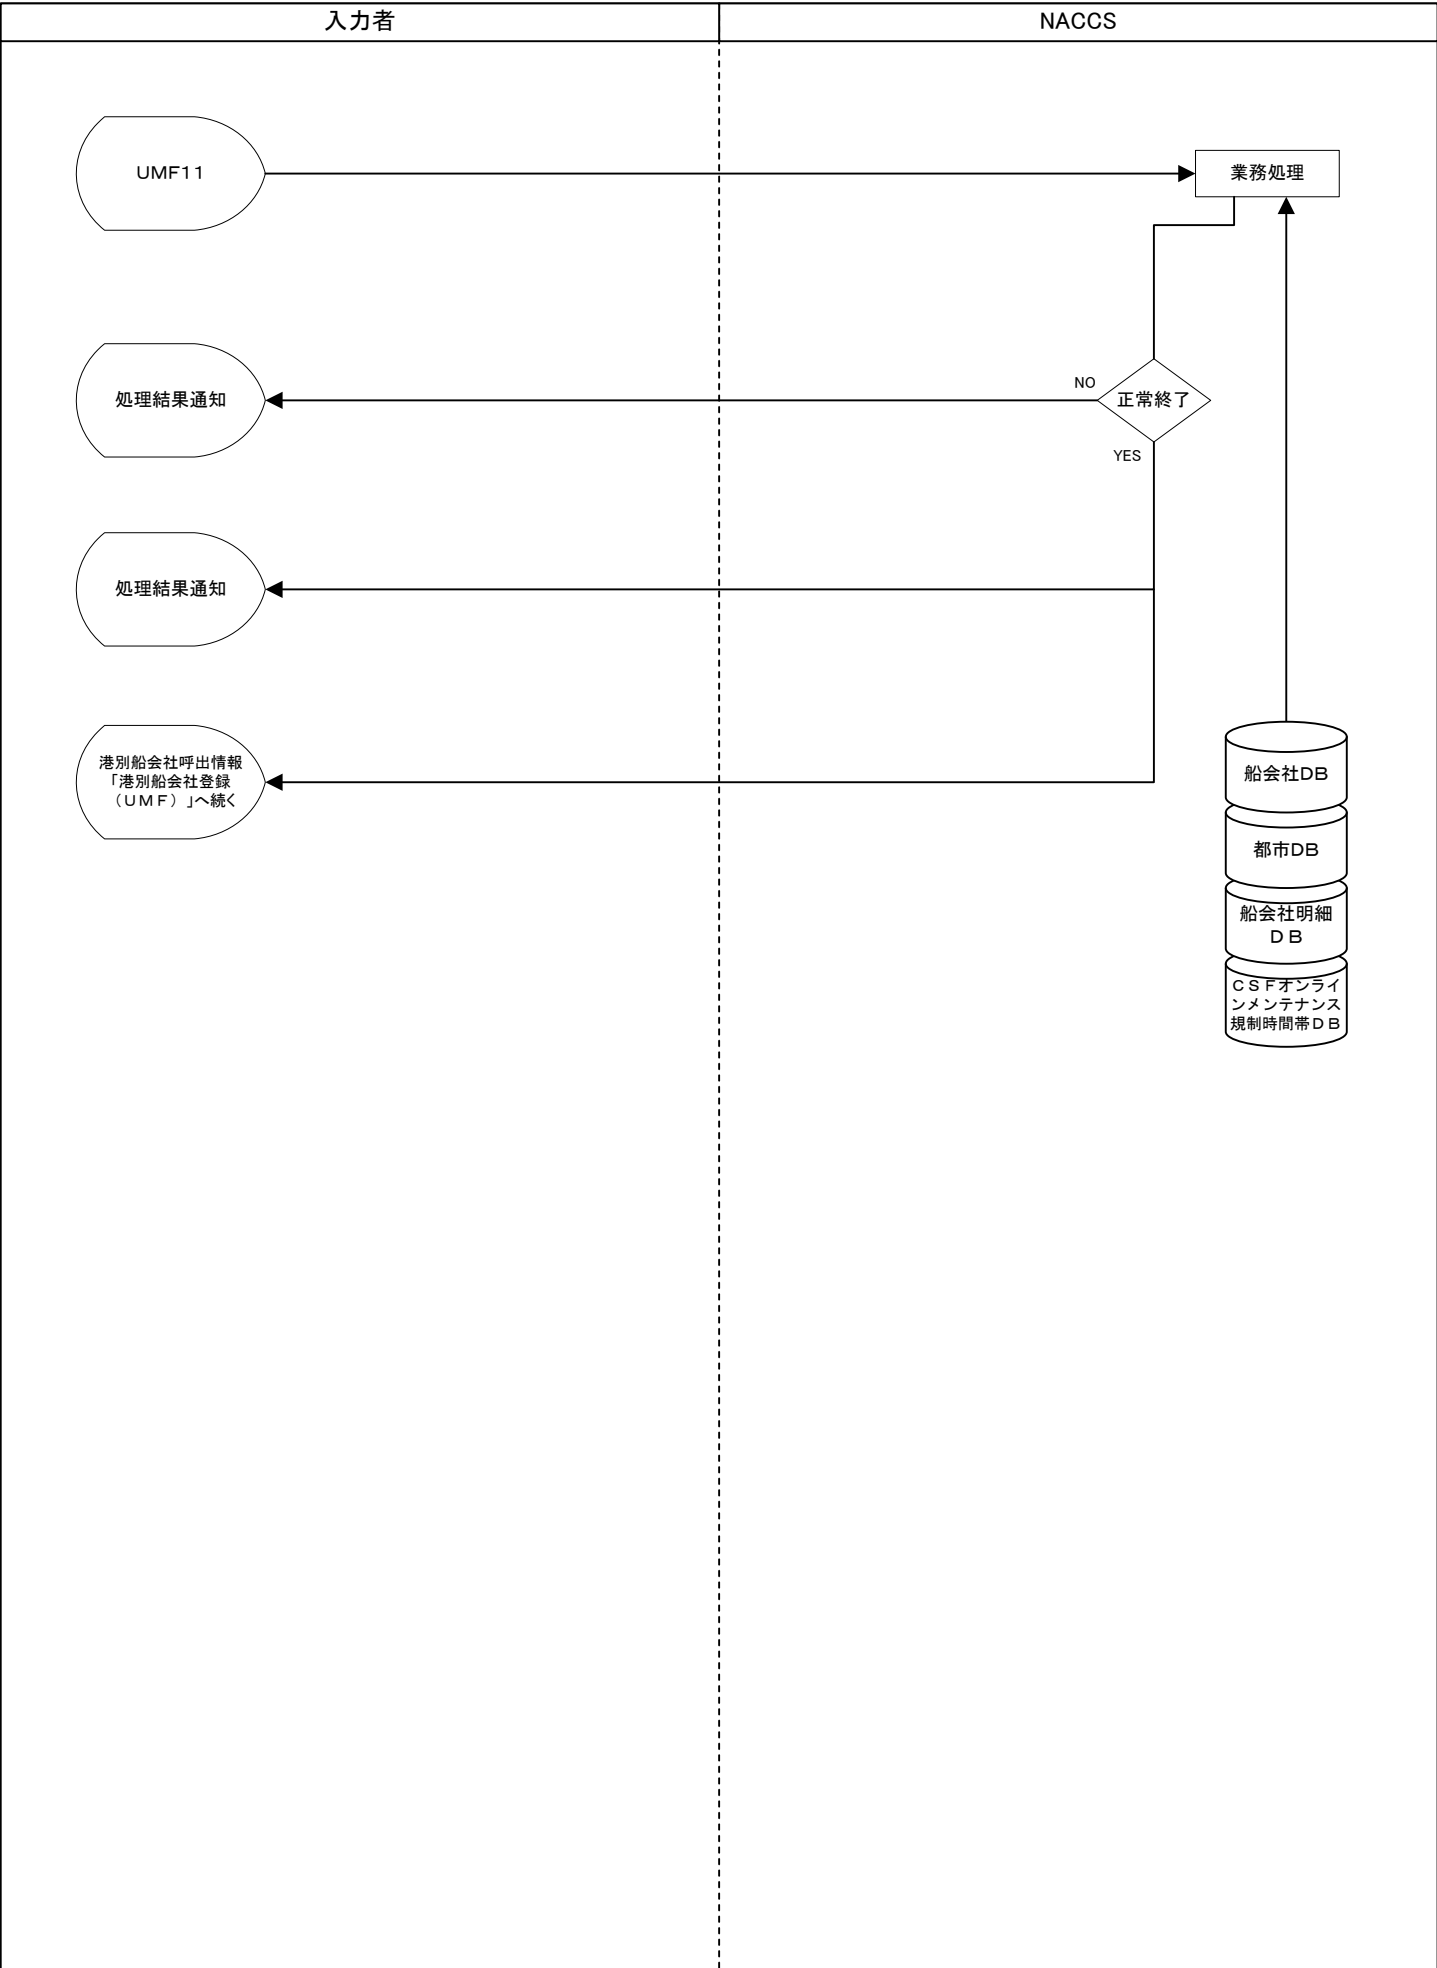 入力者
NACCS
UMF11
業務処理
処理結果通知
NO
正常終了
YES
処理結果通知
港別船会社呼出情報
「港別船会社登録
（ＵＭＦ）」へ続く
船会社DB
都市DB
船会社明細
ＤＢ
ＣＳＦオンライ
ンメンテナンス
規制時間帯ＤＢ